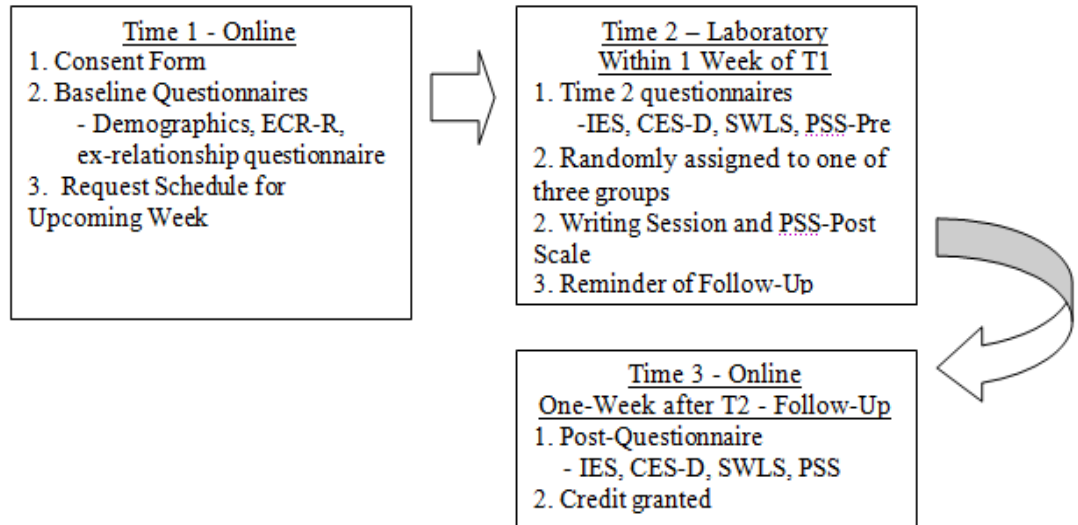 Time 1 - Online
1. Consent Form
2. Baseline Questionnaires
- Demographics, ECR-R,
ex-relationship questionnaire
3. Request Schedule for
Upcoming Week
Time 2 – Laboratory
Within 1 Week of T1
1. Time 2 questionnaires
-IES, CES-D, SWLS, PSS-Pre
2. Randomly assigned to one of
three groups
2. Writing Session and PSS-Post
Scale
3. Reminder of Follow-Up
Time 3 - Online
One-Week after T2 - Follow-Up
1. Post-Questionnaire
- IES, CES-D, SWLS, PSS
2. Credit granted